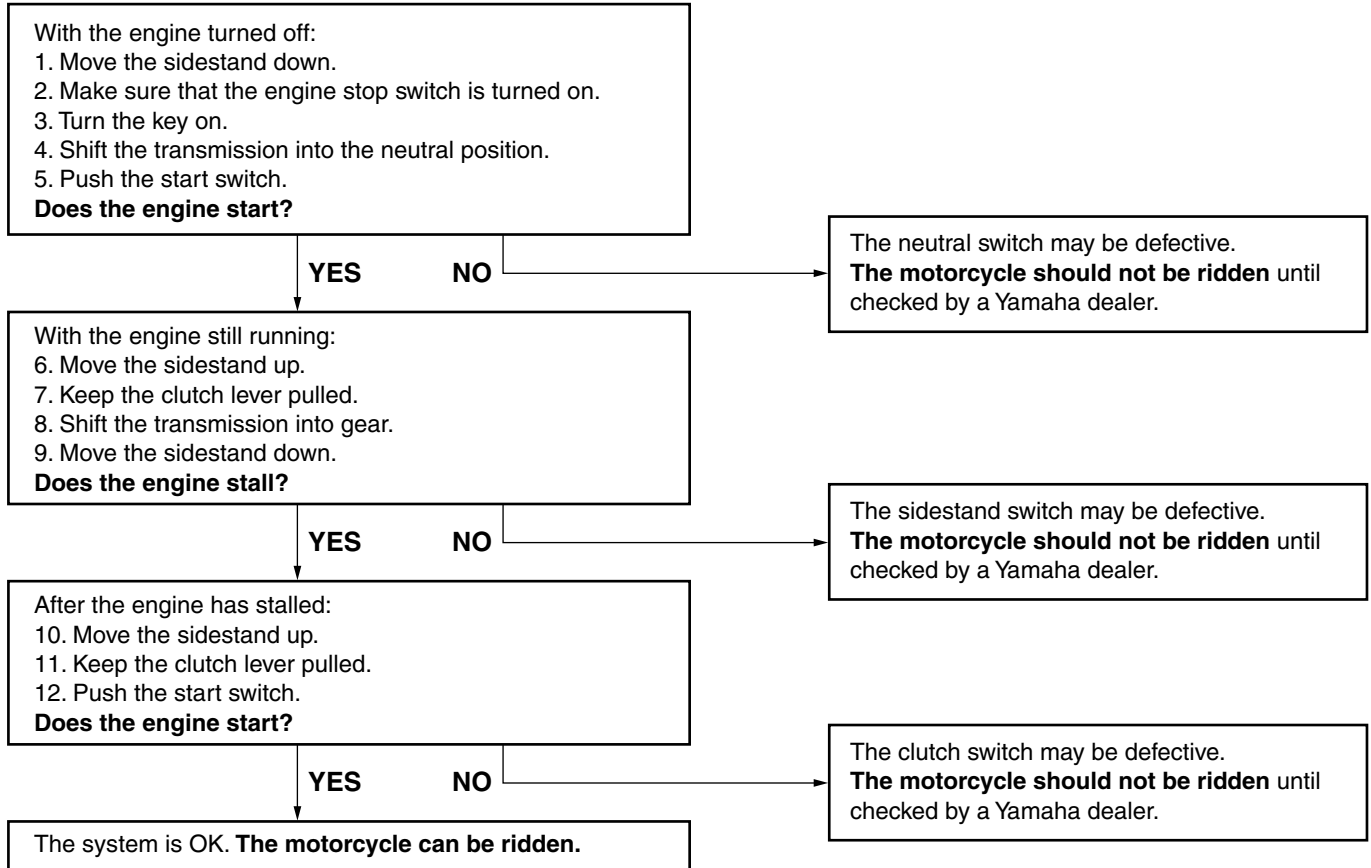 With the engine turned off:
1. Move the sidestand down.
2. Make sure that the engine stop switch is turned on.
3. Turn the key on.
4. Shift the transmission into the neutral position.
5. Push the start switch.
Does the engine start?
YES
NO
The neutral switch may be defective.
The motorcycle should not be ridden until
checked by a Yamaha dealer.
With the engine still running:
6. Move the sidestand up.
7. Keep the clutch lever pulled.
8. Shift the transmission into gear.
9. Move the sidestand down.
Does the engine stall?
YES
NO
The sidestand switch may be defective.
The motorcycle should not be ridden until
checked by a Yamaha dealer.
After the engine has stalled:
10. Move the sidestand up.
11. Keep the clutch lever pulled.
12. Push the start switch.
Does the engine start?
YES
NO
The clutch switch may be defective.
The motorcycle should not be ridden until
checked by a Yamaha dealer.
The system is OK. The motorcycle can be ridden.